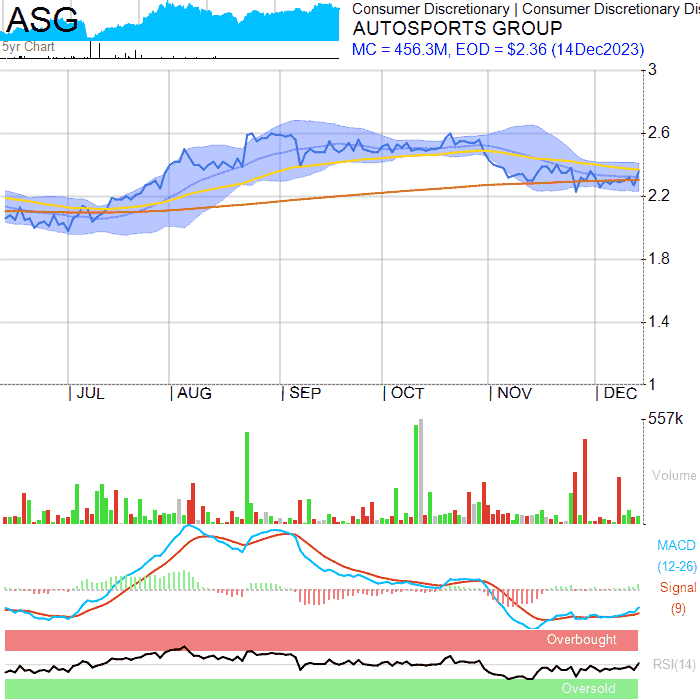 ASG
5yr Chart
Consumer Discretionary | Consumer Discretionary Dis
AUTOSPORTS GROUP
MC = 456.3M, EOD = $2.36 (14Dec2023)
3
2.6
2.2
1.8
1.4
1
| JUL | AUG | SEP | OCT | NOV | DEC
557k
Volume
MACD
(12-26)
Signal
(9)
Overbought
RSI(14)
Oversold